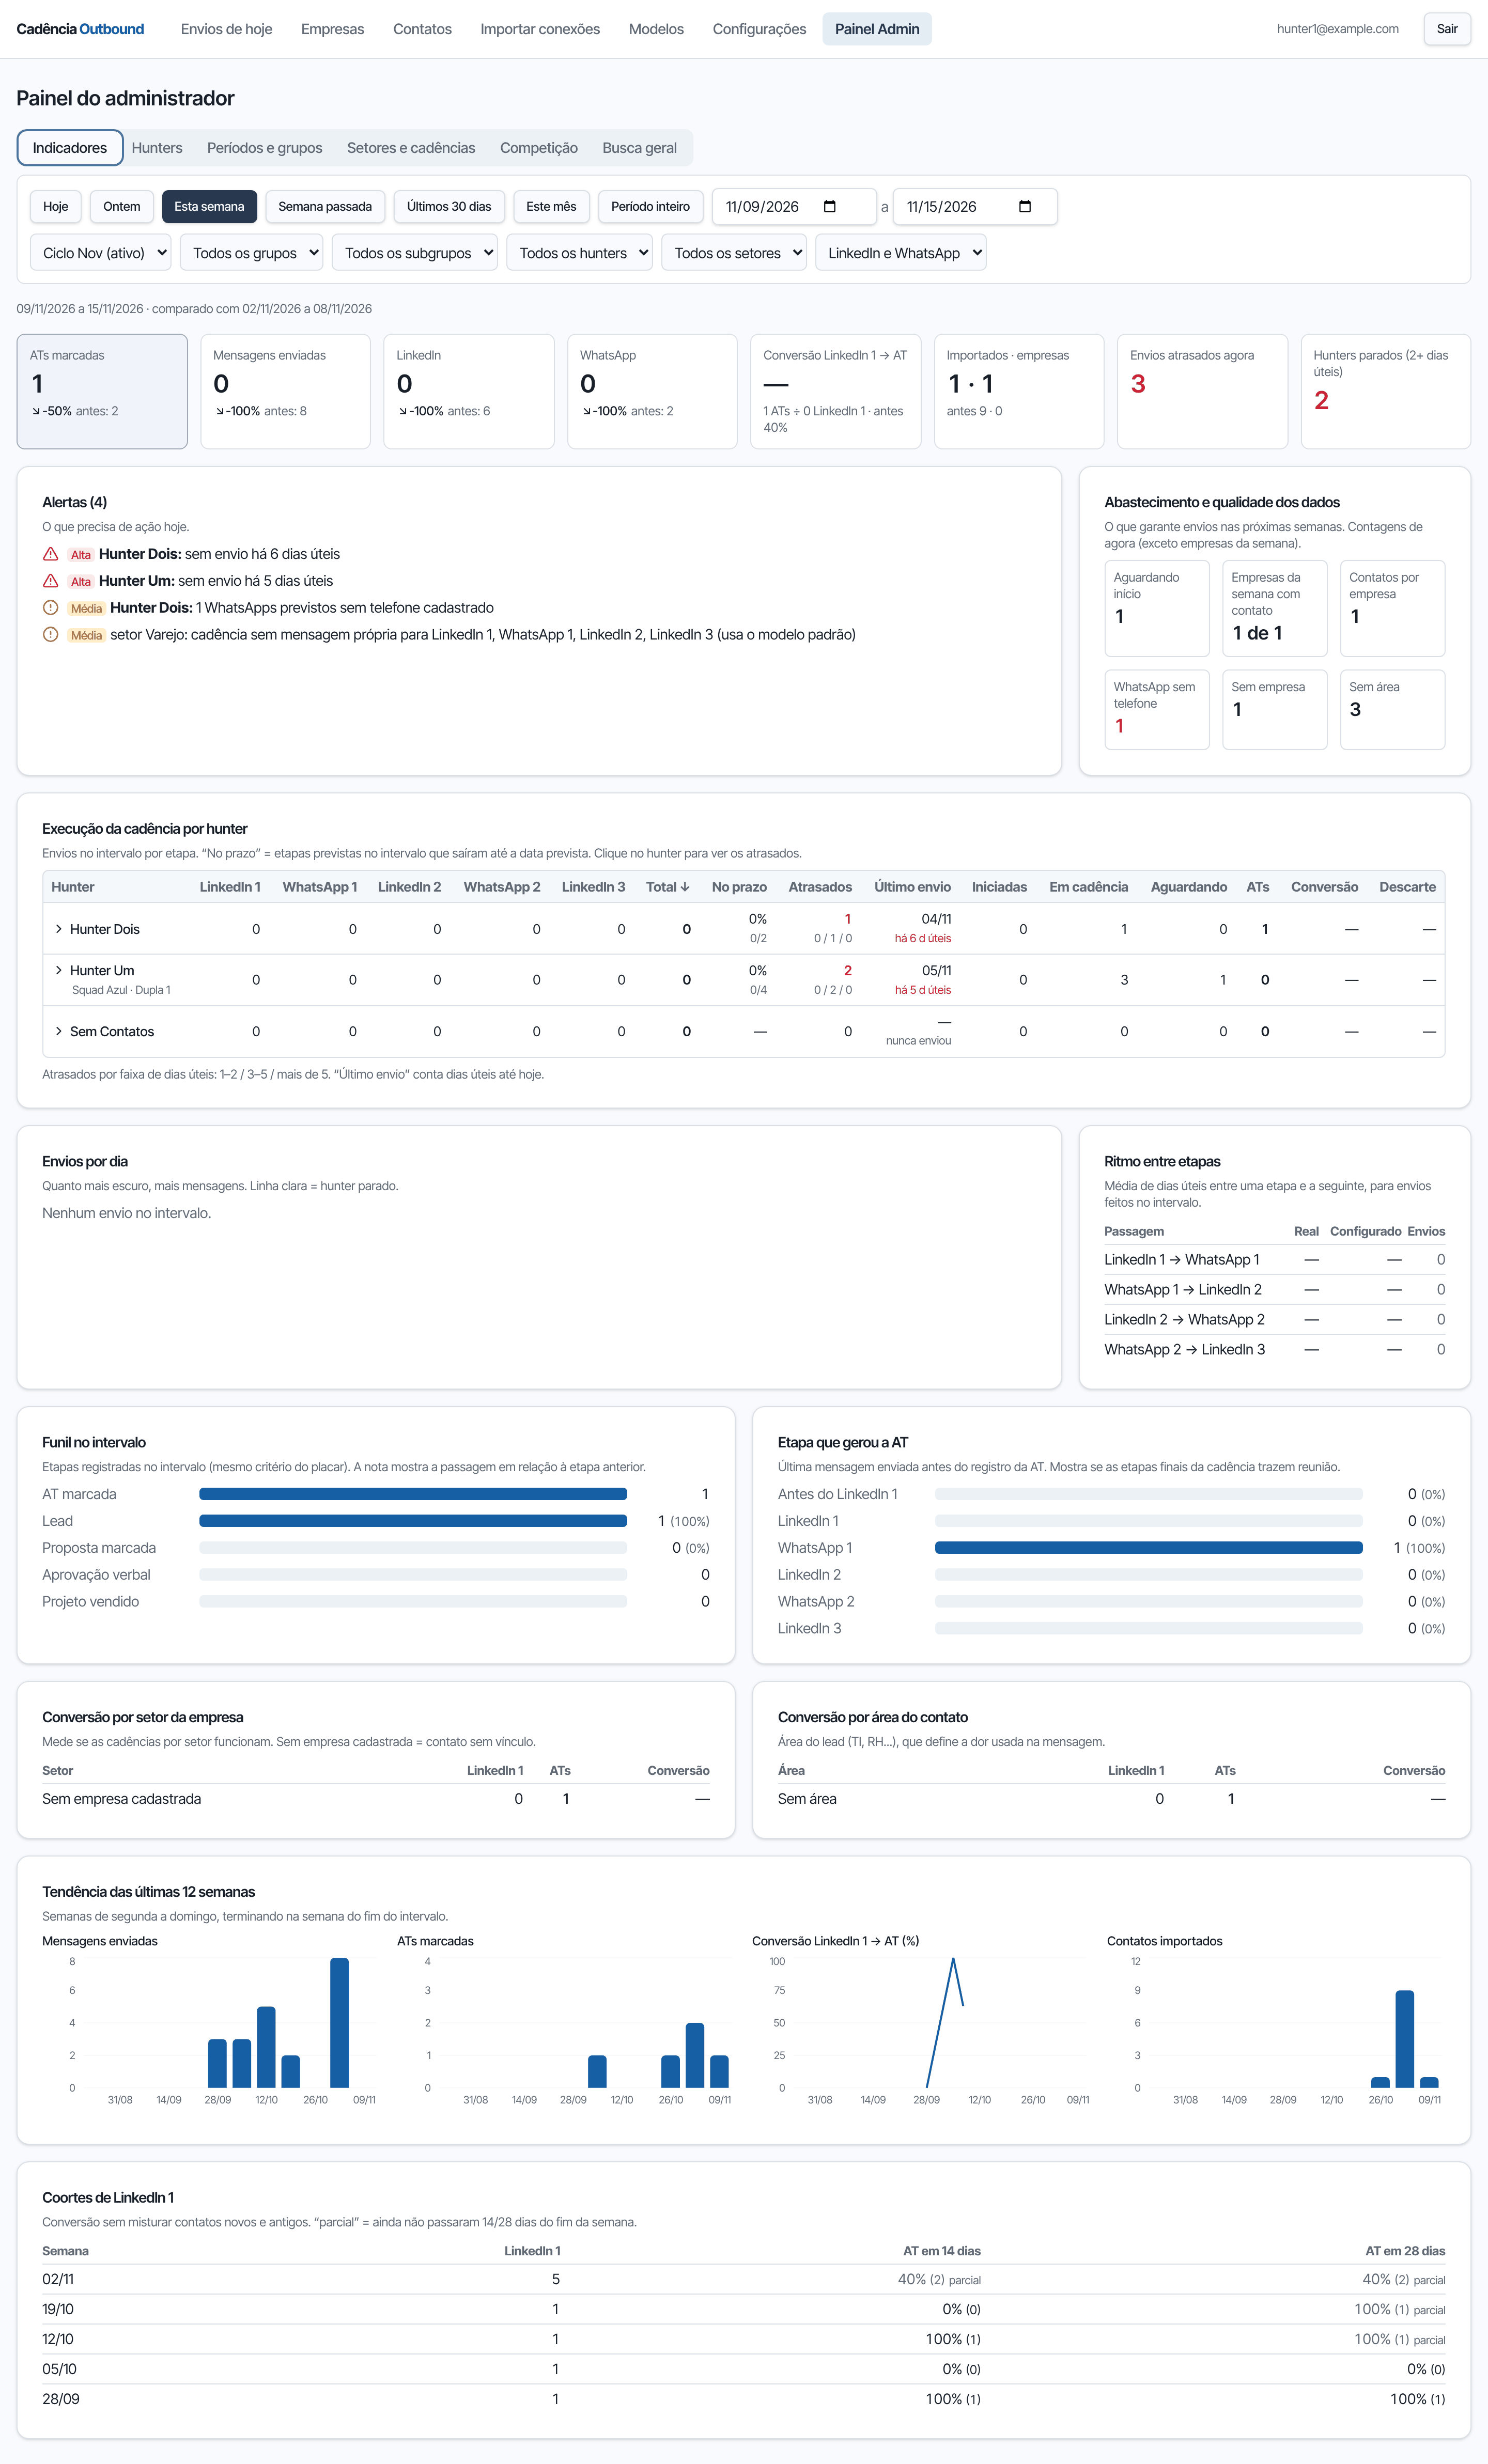 Cadência Outbound
Envios de hoje
Empresas
Contatos
Importar conexões
Modelos
Configurações
Painel Admin
hunter1@example.com
Sair
Painel do administrador
Indicadores
Hunters
Períodos e grupos
Setores e cadências
Competição
Busca geral
Hoje
Ontem
Esta semana
Semana passada
Últimos 30 dias
Este mês
Período inteiro
11/09/2026
a
11/15/2026
Ciclo Nov (ativo)
Todos os grupos
Todos os subgrupos
Todos os hunters
Todos os setores
LinkedIn e WhatsApp
09/11/2026 a 15/11/2026 · comparado com 02/11/2026 a 08/11/2026
ATs marcadas
1
↘-50% antes: 2
Mensagens enviadas
0
↘-100% antes: 8
LinkedIn
0
↘-100% antes: 6
WhatsApp
0
↘-100% antes: 2
Conversão LinkedIn 1 → AT
—
1 ATs ÷ 0 LinkedIn 1 · antes
40%
Importados · empresas
1 · 1
antes 9 · 0
Envios atrasados agora
3
Hunters parados (2+ dias
úteis)
2
Alertas (4)
O que precisa de ação hoje.
Alta Hunter Dois: sem envio há 6 dias úteis
Alta Hunter Um: sem envio há 5 dias úteis
Média Hunter Dois: 1 WhatsApps previstos sem telefone cadastrado
Média setor Varejo: cadência sem mensagem própria para LinkedIn 1, WhatsApp 1, LinkedIn 2, LinkedIn 3 (usa o modelo padrão)
Abastecimento e qualidade dos dados
O que garante envios nas próximas semanas. Contagens de
agora (exceto empresas da semana).
Aguardando
início
1
Empresas da
semana com
contato
1 de 1
Contatos por
empresa
1
WhatsApp sem
telefone
1
Sem empresa
1
Sem área
3
Execução da cadência por hunter
Envios no intervalo por etapa. “No prazo” = etapas previstas no intervalo que saíram até a data prevista. Clique no hunter para ver os atrasados.
Hunter LinkedIn 1 WhatsApp 1 LinkedIn 2 WhatsApp 2 LinkedIn 3 Total ↓ No prazo Atrasados Último envio Iniciadas Em cadência Aguardando ATs Conversão Descarte
Hunter Dois 0 0 0 0 0 0 0% 1 04/11 0 1 0 1 — —
0/2 0 / 1 / 0 há 6 d úteis
Hunter Um 0 0 0 0 0 0 0% 2 05/11 0 3 1 0 — —
Squad Azul · Dupla 1 0/4 0 / 2 / 0 há 5 d úteis
Sem Contatos 0 0 0 0 0 0 — 0 — 0 0 0 0 — —
nunca enviou
Atrasados por faixa de dias úteis: 1–2 / 3–5 / mais de 5. “Último envio” conta dias úteis até hoje.
Envios por dia
Quanto mais escuro, mais mensagens. Linha clara = hunter parado.
Nenhum envio no intervalo.
Ritmo entre etapas
Média de dias úteis entre uma etapa e a seguinte, para envios
feitos no intervalo.
Passagem Real Configurado Envios
LinkedIn 1 → WhatsApp 1 — — 0
WhatsApp 1 → LinkedIn 2 — — 0
LinkedIn 2 → WhatsApp 2 — — 0
WhatsApp 2 → LinkedIn 3 — — 0
Funil no intervalo
Etapas registradas no intervalo (mesmo critério do placar). A nota mostra a passagem em relação à etapa anterior.
AT marcada 1
Lead 1 (100%)
Proposta marcada 0 (0%)
Aprovação verbal 0
Projeto vendido 0
Etapa que gerou a AT
Última mensagem enviada antes do registro da AT. Mostra se as etapas finais da cadência trazem reunião.
Antes do LinkedIn 1 0 (0%)
LinkedIn 1 0 (0%)
WhatsApp 1 1 (100%)
LinkedIn 2 0 (0%)
WhatsApp 2 0 (0%)
LinkedIn 3 0 (0%)
Conversão por setor da empresa
Mede se as cadências por setor funcionam. Sem empresa cadastrada = contato sem vínculo.
Setor LinkedIn 1 ATs Conversão
Sem empresa cadastrada 0 1 —
Conversão por área do contato
Área do lead (TI, RH...), que define a dor usada na mensagem.
Área LinkedIn 1 ATs Conversão
Sem área 0 1 —
Tendência das últimas 12 semanas
Semanas de segunda a domingo, terminando na semana do fim do intervalo.
Mensagens enviadas
8
6
4
2
0
31/08 14/09 28/09 12/10 26/10 09/11
ATs marcadas
4
3
2
1
0
31/08 14/09 28/09 12/10 26/10 09/11
Conversão LinkedIn 1 → AT (%)
100
75
50
25
0
31/08 14/09 28/09 12/10 26/10 09/11
Contatos importados
12
9
6
3
0
31/08 14/09 28/09 12/10 26/10 09/11
Coortes de LinkedIn 1
Conversão sem misturar contatos novos e antigos. “parcial” = ainda não passaram 14/28 dias do fim da semana.
Semana LinkedIn 1 AT em 14 dias AT em 28 dias
02/11 5 40% (2) parcial 40% (2) parcial
19/10 1 0% (0) 100% (1) parcial
12/10 1 100% (1) 100% (1) parcial
05/10 1 0% (0) 0% (0)
28/09 1 100% (1) 100% (1)